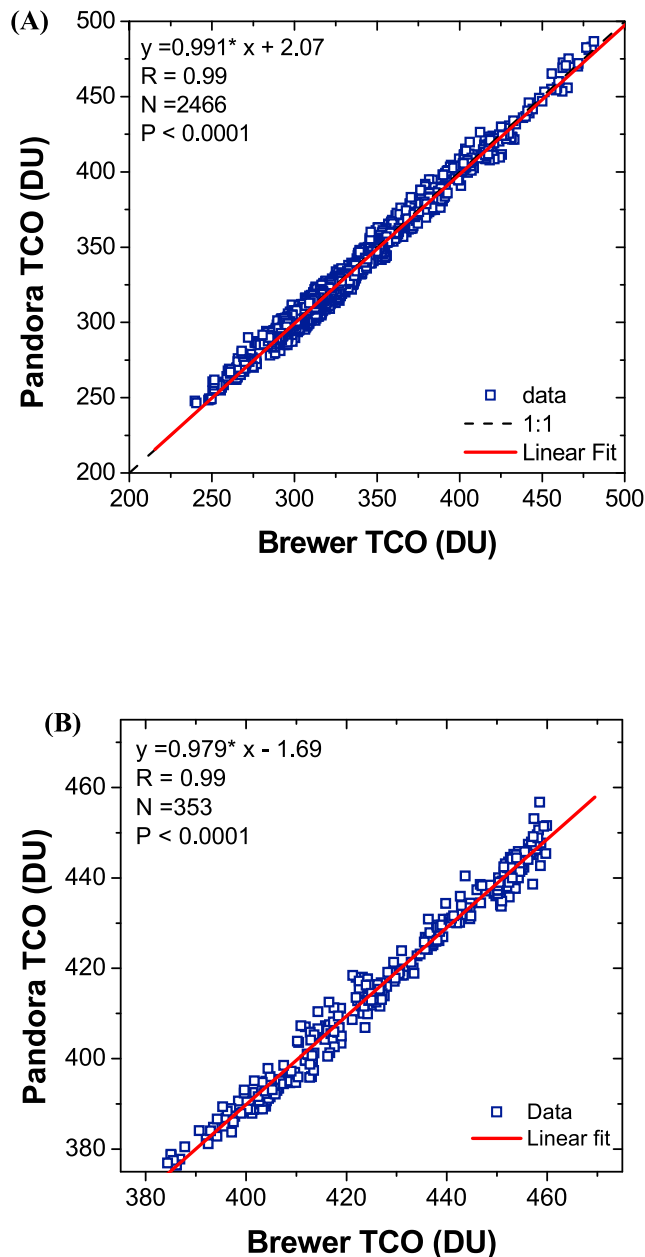 (A)
500
450
400
350
300
250
200
Pandora TCO (DU)
y =0.991* x + 2.07
R = 0.99
N =2466
P < 0.0001
data
1:1
Linear Fit
200 250 300 350 400 450 500
Brewer TCO (DU)
(B)
460
440
420
400
380
Pandora TCO (DU)
y =0.979* x - 1.69
R = 0.99
N =353
P < 0.0001
Data
Linear fit
380 400 420 440 460
Brewer TCO (DU)